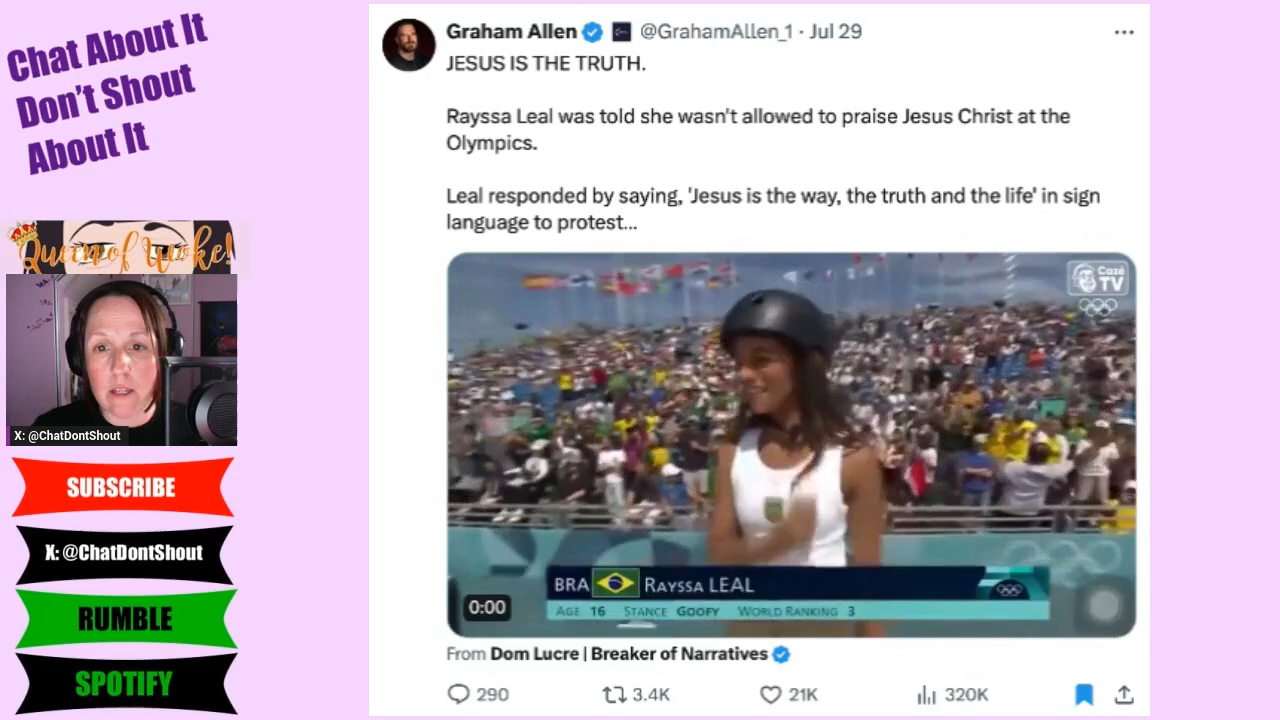 Chat About It
Don't Shout
About It
Queen of Woke!
X: @ChatDontShout
SUBSCRIBE
X: @ChatDontShout
RUMBLE
SPOTIFY
Graham Allen @GrahamAllen_1 · Jul 29
JESUS IS THE TRUTH.
Rayssa Leal was told she wasn't allowed to praise Jesus Christ at the
Olympics.
Leal responded by saying, 'Jesus is the way, the truth and the life' in sign
language to protest...
Cazé
TV
BRA RAYSSA LEAL
AGE 16 STANCE GOOFY WORLD RANKING 3
0:00
From Dom Lucre | Breaker of Narratives
290 3.4K 21K 320K